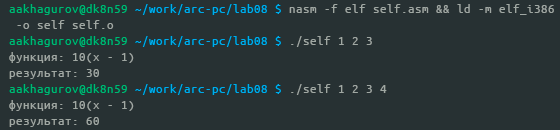 aakhagurov@dk8n59 ~/work/arc-pc/lab08 $ nasm -f elf self.asm && ld -m elf_i386
-o self self.o
aakhagurov@dk8n59 ~/work/arc-pc/lab08 $ ./self 1 2 3
функция: 10(x - 1)
результат: 30
aakhagurov@dk8n59 ~/work/arc-pc/lab08 $ ./self 1 2 3 4
функция: 10(x - 1)
результат: 60